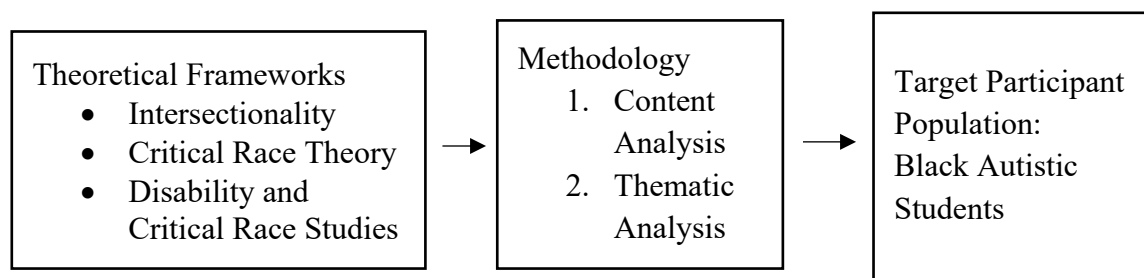 Theoretical Frameworks
• Intersectionality
• Critical Race Theory
• Disability and
Critical Race Studies
Methodology
1. Content
Analysis
2. Thematic
Analysis
Target Participant
Population:
Black Autistic
Students